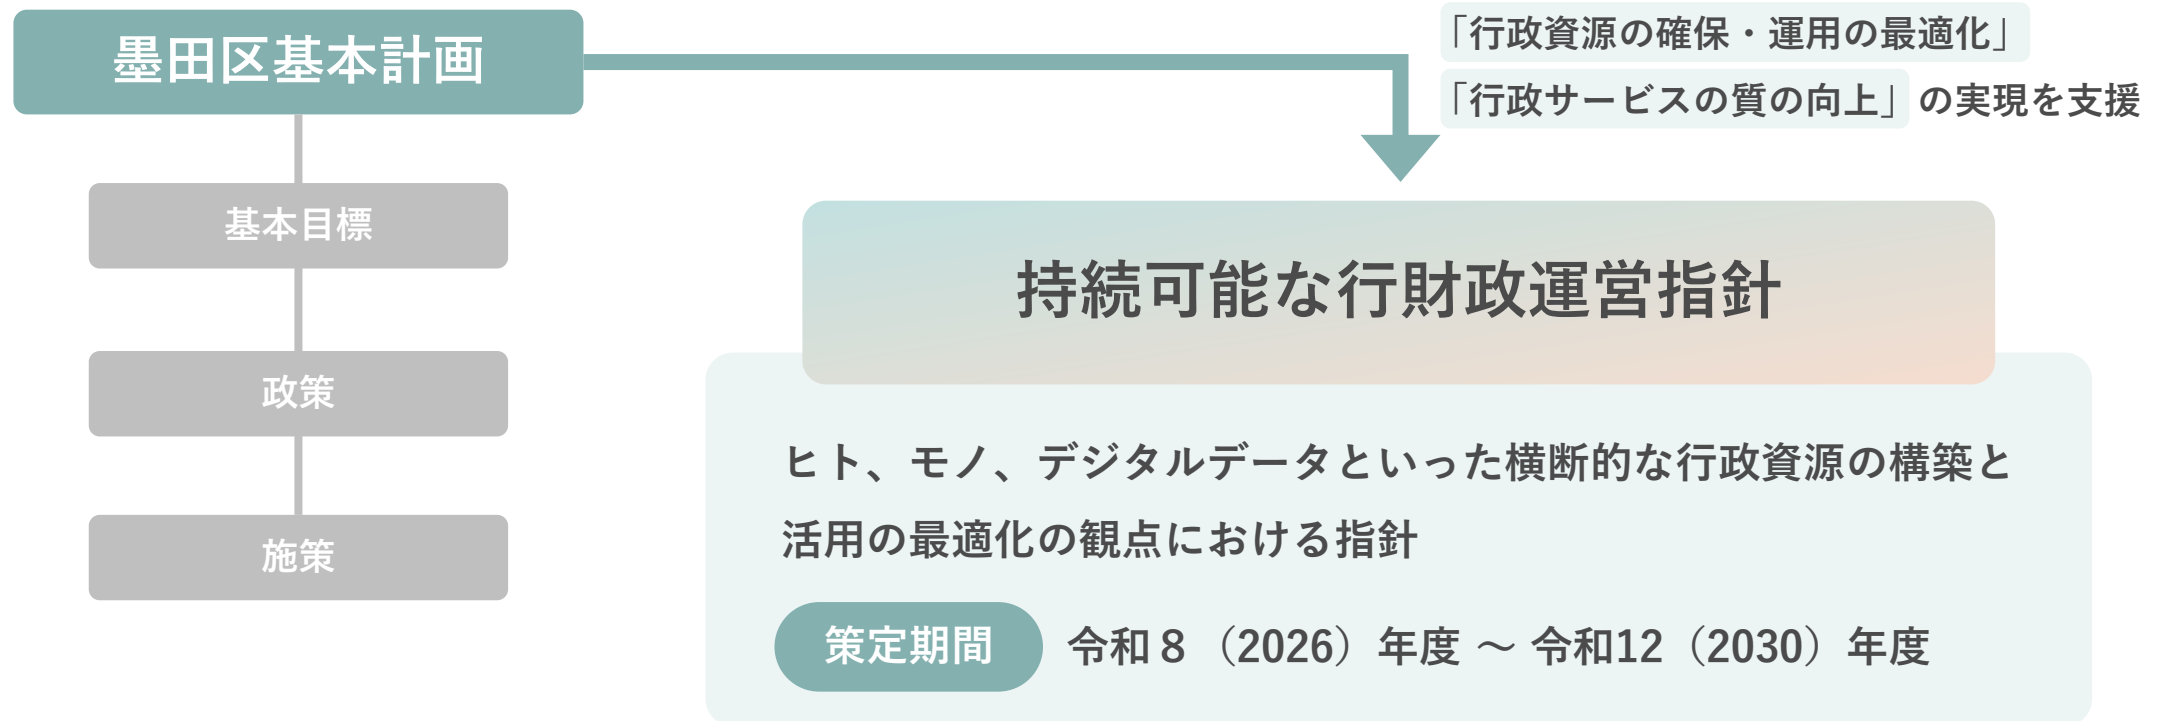 墨田区基本計画
「行政資源の確保・運用の最適化」
「行政サービスの質の向上」の実現を支援
基本目標
政策
施策
持続可能な行財政運営指針
ヒト、モノ、デジタルデータといった横断的な行政資源の構築と
活用の最適化の観点における指針
策定期間 令和８（2026）年度 ～ 令和12（2030）年度